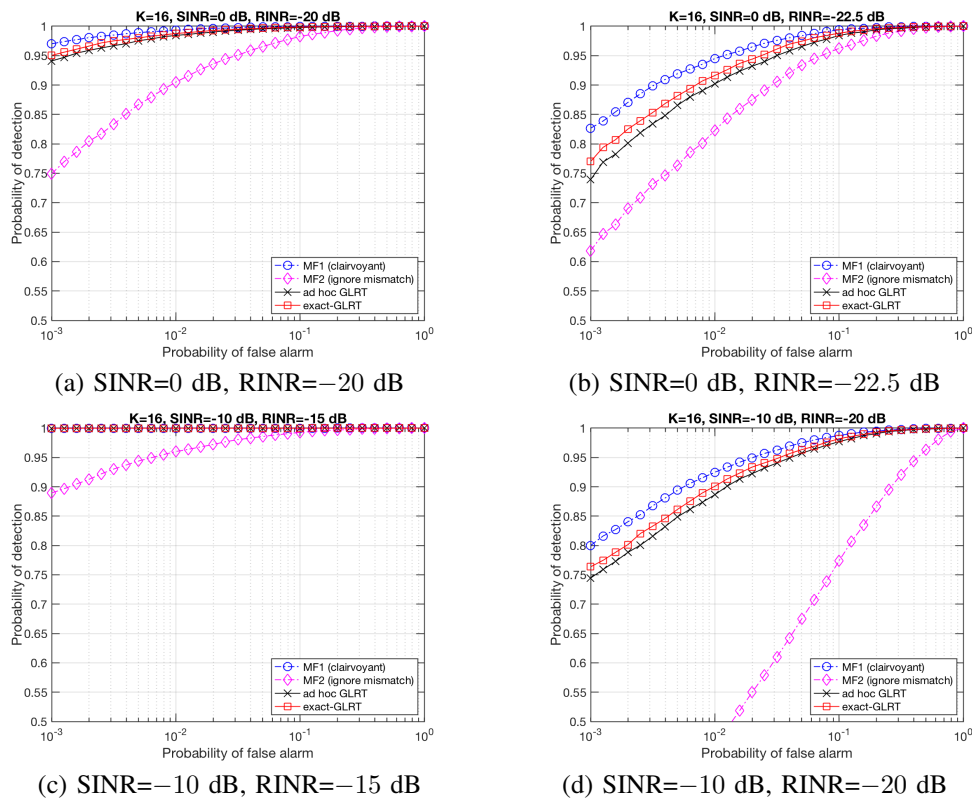 K=16, SINR=0 dB, RINR=-20 dB
Probability of detection
1
0.95
0.9
0.85
0.8
0.75
0.7
0.65
0.6
0.55
0.5
MF1 (clairvoyant)
MF2 (ignore mismatch)
ad hoc GLRT
exact-GLRT
10^-3 10^-2 10^-1 10^0
Probability of false alarm
(a) SINR=0 dB, RINR=−20 dB
K=16, SINR=0 dB, RINR=-22.5 dB
Probability of detection
1
0.95
0.9
0.85
0.8
0.75
0.7
0.65
0.6
0.55
0.5
MF1 (clairvoyant)
MF2 (ignore mismatch)
ad hoc GLRT
exact-GLRT
10^-3 10^-2 10^-1 10^0
Probability of false alarm
(b) SINR=0 dB, RINR=−22.5 dB
K=16, SINR=-10 dB, RINR=-15 dB
Probability of detection
1
0.95
0.9
0.85
0.8
0.75
0.7
0.65
0.6
0.55
0.5
MF1 (clairvoyant)
MF2 (ignore mismatch)
ad hoc GLRT
exact-GLRT
10^-3 10^-2 10^-1 10^0
Probability of false alarm
(c) SINR=−10 dB, RINR=−15 dB
K=16, SINR=-10 dB, RINR=-20 dB
Probability of detection
1
0.95
0.9
0.85
0.8
0.75
0.7
0.65
0.6
0.55
0.5
MF1 (clairvoyant)
MF2 (ignore mismatch)
ad hoc GLRT
exact-GLRT
10^-3 10^-2 10^-1 10^0
Probability of false alarm
(d) SINR=−10 dB, RINR=−20 dB